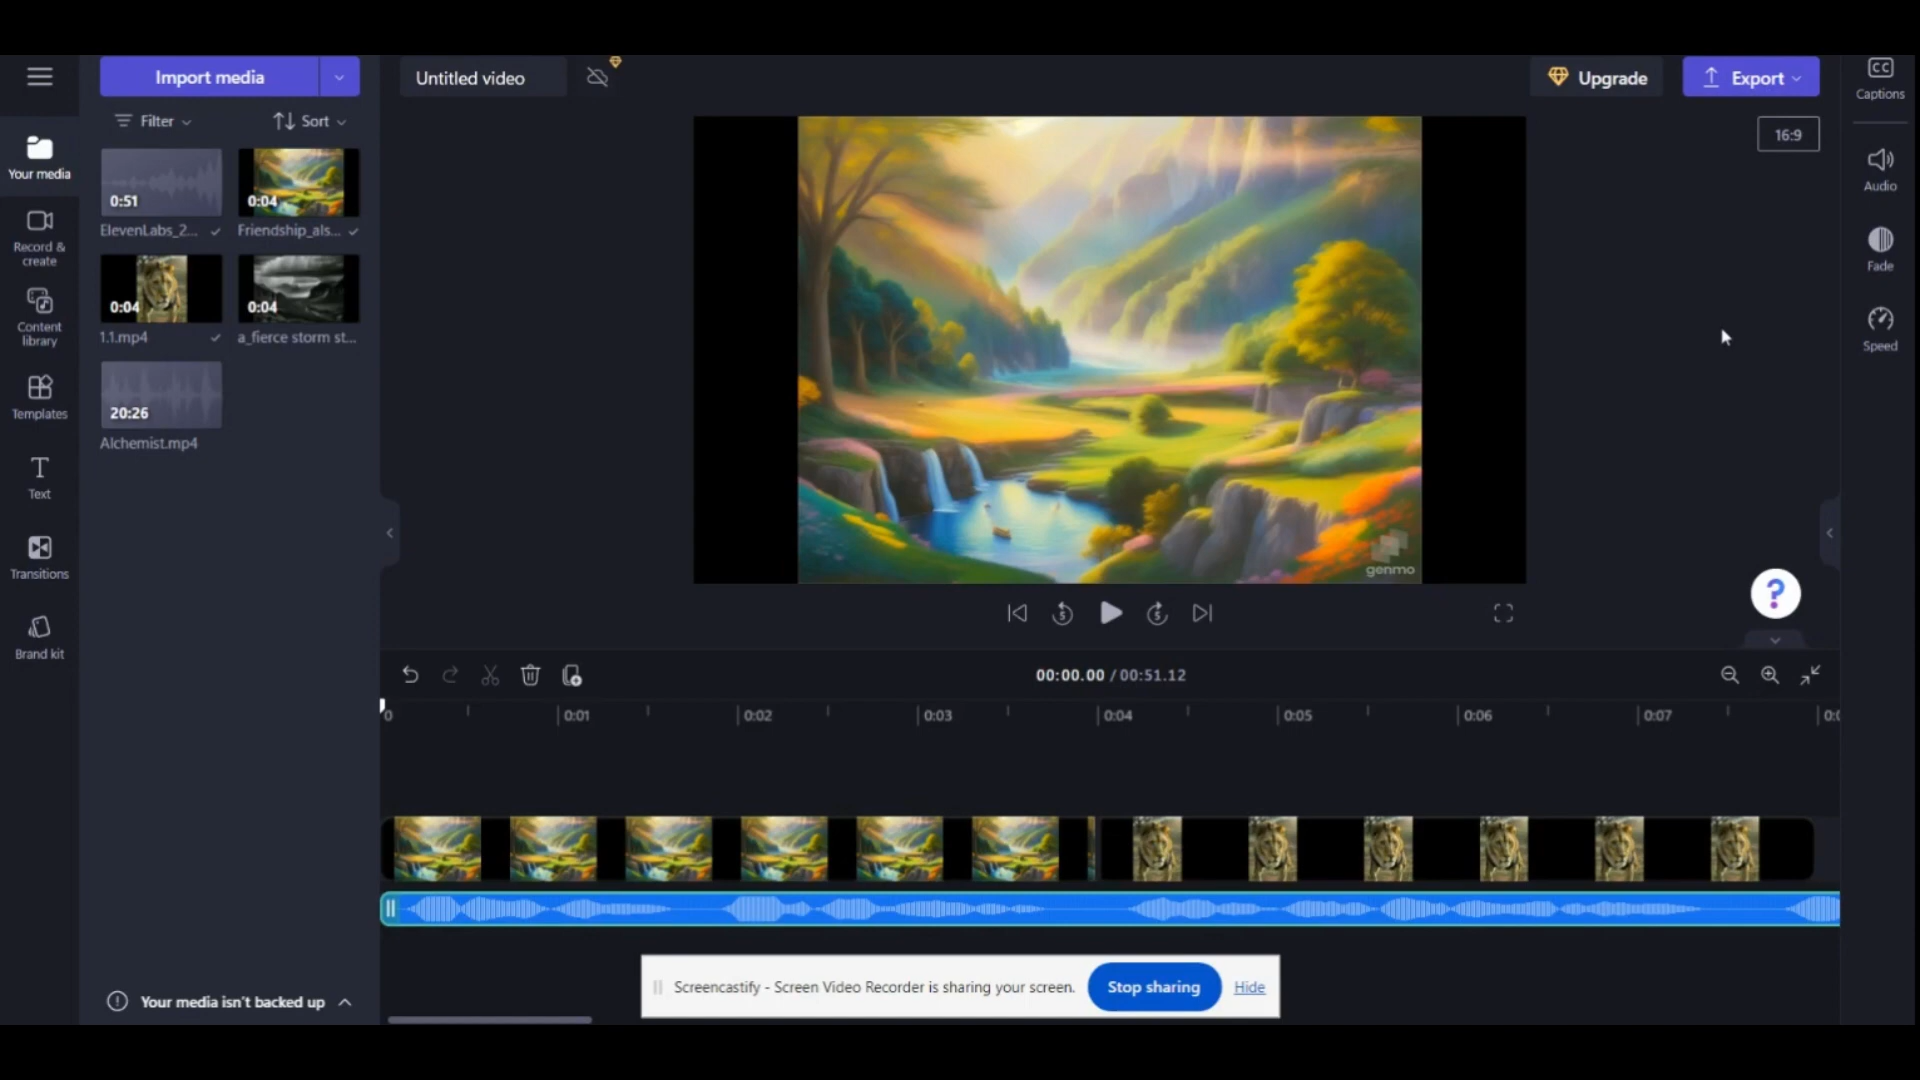 Import media
Untitled video
Upgrade
Export
CC
Captions
Filter
Sort
16:9
Your media
0:51
0:04
ElevenLabs_2...
Friendship_als...
Audio
Record &
create
Fade
0:04
0:04
1.1.mp4
a_fierce storm st...
Content
library
Speed
20:26
Alchemist.mp4
Templates
Text
Transitions
genmo
?
5
5
Brand kit
00:00.00 / 00:51.12
0
0:01
0:02
0:03
0:04
0:05
0:06
0:07
Screencastify - Screen Video Recorder is sharing your screen.
Stop sharing
Hide
Your media isn't backed up